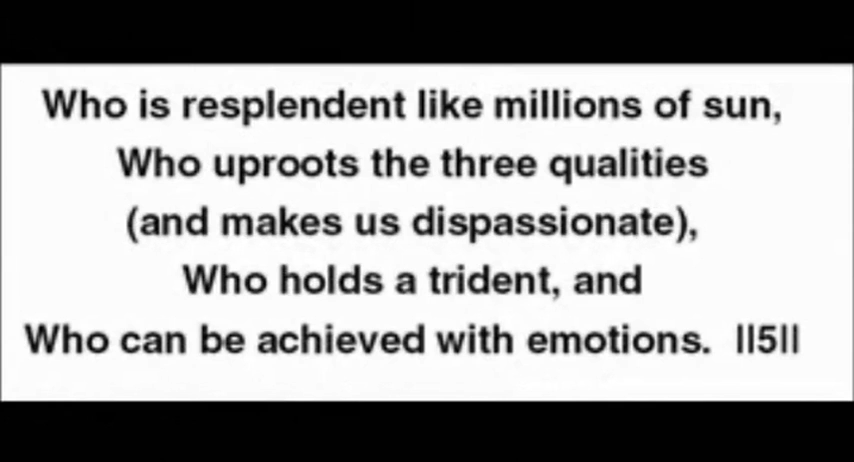 Who is resplendent like millions of sun,
Who uproots the three qualities
(and makes us dispassionate),
Who holds a trident, and
Who can be achieved with emotions. ||5||